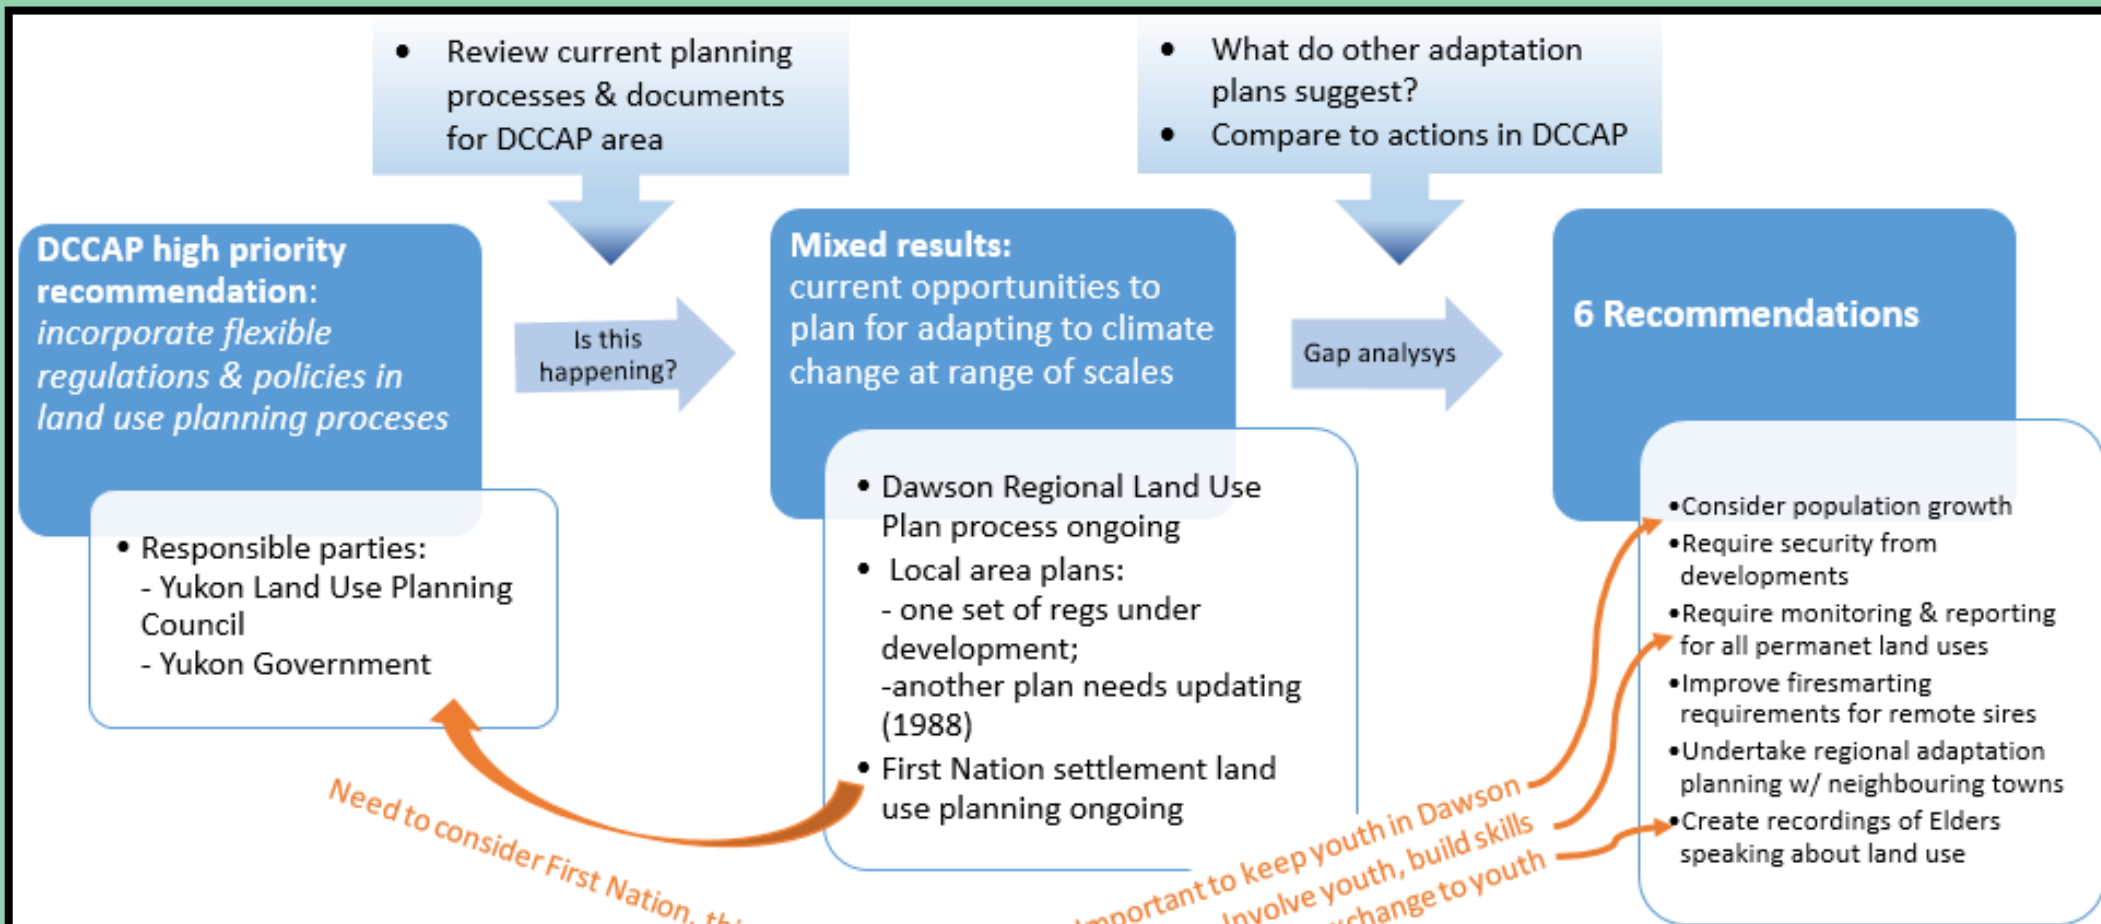 • Review current planning
processes & documents
for DCCAP area
• What do other adaptation
plans suggest?
• Compare to actions in DCCAP
DCCAP high priority
recommendation:
incorporate flexible
regulations & policies in
land use planning proceses
• Responsible parties:
- Yukon Land Use Planning
Council
- Yukon Government
Is this
happening?
Mixed results:
current opportunities to
plan for adapting to climate
change at range of scales
• Dawson Regional Land Use
Plan process ongoing
• Local area plans:
- one set of regs under
development;
-another plan needs updating
(1988)
• First Nation settlement land
use planning ongoing
Gap analysys
6 Recommendations
•Consider population growth
•Require security from
developments
•Require monitoring & reporting
for all permanet land uses
•Improve firesmarting
requirements for remote sires
•Undertake regional adaptation
planning w/ neighbouring towns
•Create recordings of Elders
speaking about land use
Need to consider First Nation,
Important to keep youth in Dawson
Involve youth, build skills
to youth